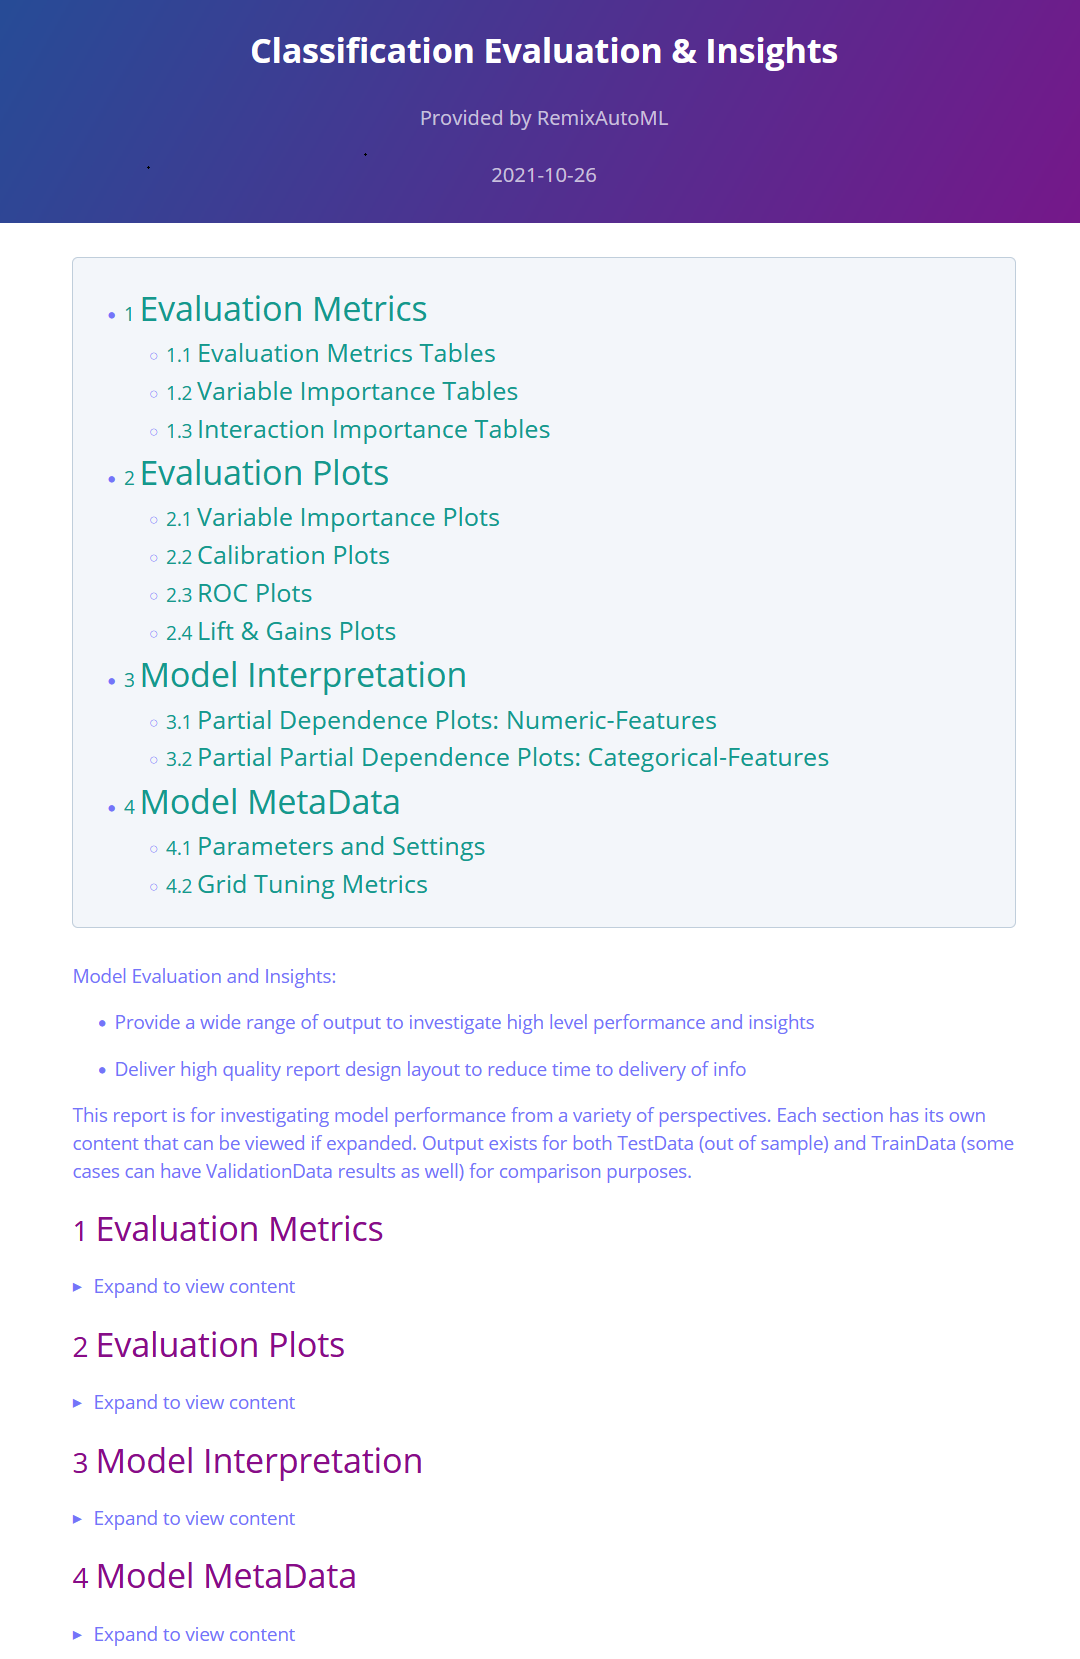 Classification Evaluation & Insights
Provided by RemixAutoML
2021-10-26
1 Evaluation Metrics
1.1 Evaluation Metrics Tables
1.2 Variable Importance Tables
1.3 Interaction Importance Tables
2 Evaluation Plots
2.1 Variable Importance Plots
2.2 Calibration Plots
2.3 ROC Plots
2.4 Lift & Gains Plots
3 Model Interpretation
3.1 Partial Dependence Plots: Numeric-Features
3.2 Partial Partial Dependence Plots: Categorical-Features
4 Model MetaData
4.1 Parameters and Settings
4.2 Grid Tuning Metrics
Model Evaluation and Insights:
Provide a wide range of output to investigate high level performance and insights
Deliver high quality report design layout to reduce time to delivery of info
This report is for investigating model performance from a variety of perspectives. Each section has its own
content that can be viewed if expanded. Output exists for both TestData (out of sample) and TrainData (some
cases can have ValidationData results as well) for comparison purposes.
1 Evaluation Metrics
Expand to view content
2 Evaluation Plots
Expand to view content
3 Model Interpretation
Expand to view content
4 Model MetaData
Expand to view content